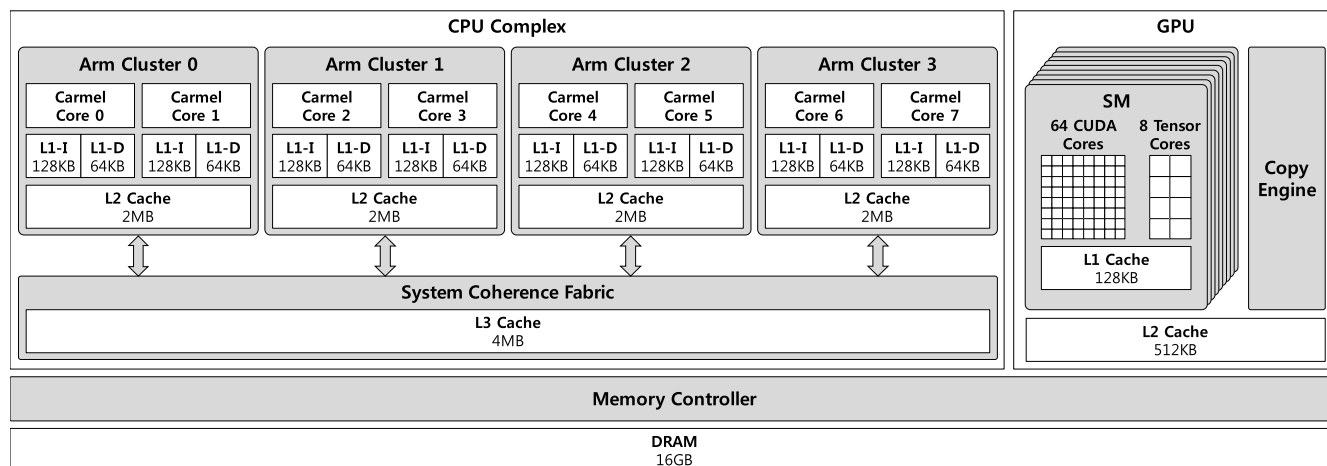 CPU Complex
Arm Cluster 0
Carmel
Core 0
Carmel
Core 1
L1-I
128KB
L1-D
64KB
L1-I
128KB
L1-D
64KB
L2 Cache
2MB
Arm Cluster 1
Carmel
Core 2
Carmel
Core 3
L1-I
128KB
L1-D
64KB
L1-I
128KB
L1-D
64KB
L2 Cache
2MB
Arm Cluster 2
Carmel
Core 4
Carmel
Core 5
L1-I
128KB
L1-D
64KB
L1-I
128KB
L1-D
64KB
L2 Cache
2MB
Arm Cluster 3
Carmel
Core 6
Carmel
Core 7
L1-I
128KB
L1-D
64KB
L1-I
128KB
L1-D
64KB
L2 Cache
2MB
System Coherence Fabric
L3 Cache
4MB
GPU
SM
64 CUDA
Cores
8 Tensor
Cores
L1 Cache
128KB
Copy
Engine
L2 Cache
512KB
Memory Controller
DRAM
16GB